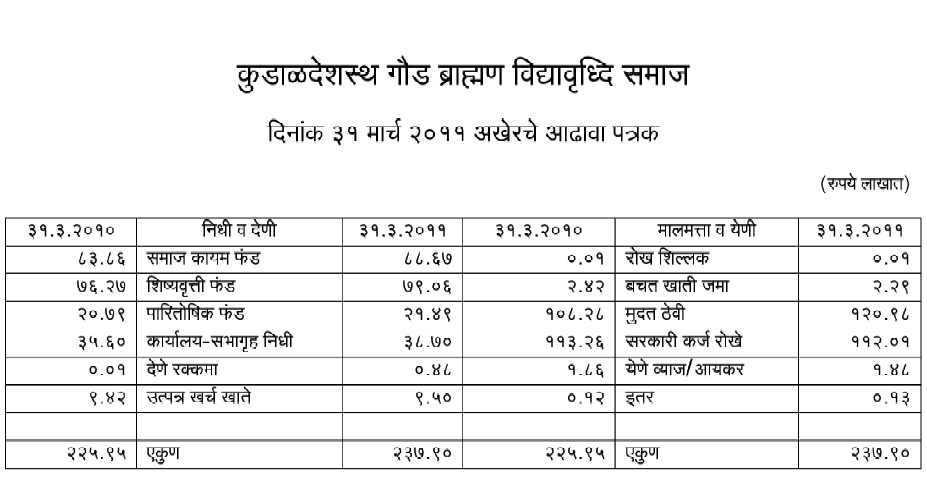 कुडाळदेशस्थ गौड ब्राह्मण विद्यावृध्दि समाज
दिनांक ३१ मार्च २०११ अखेरचे आढावा पत्रक
(रुपये लाखात)
३१.३.२०१० निधी व देणी ३१.३.२०११ ३१.३.२०१० मालमत्ता व येणी ३१.३.२०११
८३.८६ समाज कायम फंड ८८.६७ ०.०१ रोख शिल्लक ०.०१
७६.२७ शिष्यवृत्ती फंड ७९.०६ २.४२ बचत खाती जमा २.२९
२०.७९ पारितोषिक फंड २१.४९ १०८.२८ मुदत ठेवी १२०.९८
३५.६० कार्यालय-सभागृह निधी ३८.७० ११३.२६ सरकारी कर्ज रोखे ११२.०१
०.०१ देणे रक्कमा ०.४८ १.८६ येणे व्याज/आयकर १.४८
९.४२ उत्पन्न खर्च खाते ९.५० ०.१२ इतर ०.१३
२२५.९५ एकुण २३७.९० २२५.९५ एकुण २३७.९०